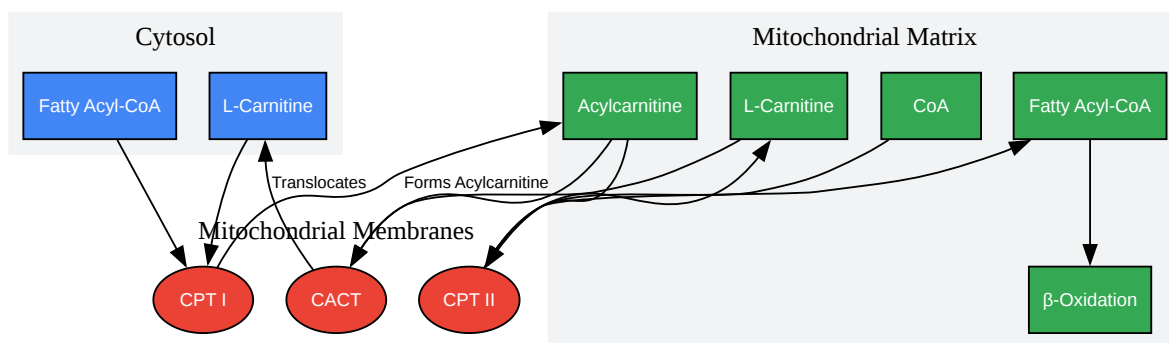 Cytosol
Mitochondrial Matrix
Fatty Acyl-CoA
L-Carnitine
Acylcarnitine
L-Carnitine
CoA
Fatty Acyl-CoA
Translocates
Forms Acylcarnitine
Mitochondrial Membranes
CPT I
CACT
CPT II
β-Oxidation